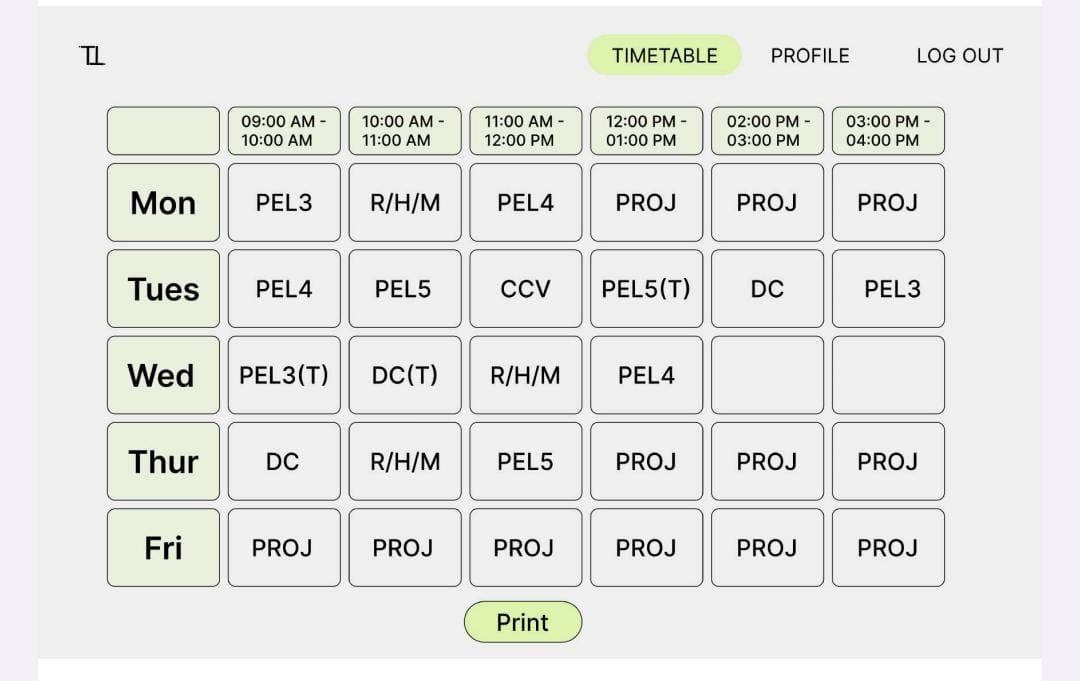 TL
TIMETABLE PROFILE LOG OUT
09:00 AM - 10:00 AM - 11:00 AM - 12:00 PM - 02:00 PM - 03:00 PM -
10:00 AM 11:00 AM 12:00 PM 01:00 PM 03:00 PM 04:00 PM
Mon PEL3 R/H/M PEL4 PROJ PROJ PROJ
Tues PEL4 PEL5 CCV PEL5(T) DC PEL3
Wed PEL3(T) DC(T) R/H/M PEL4
Thur DC R/H/M PEL5 PROJ PROJ PROJ
Fri PROJ PROJ PROJ PROJ PROJ PROJ
Print